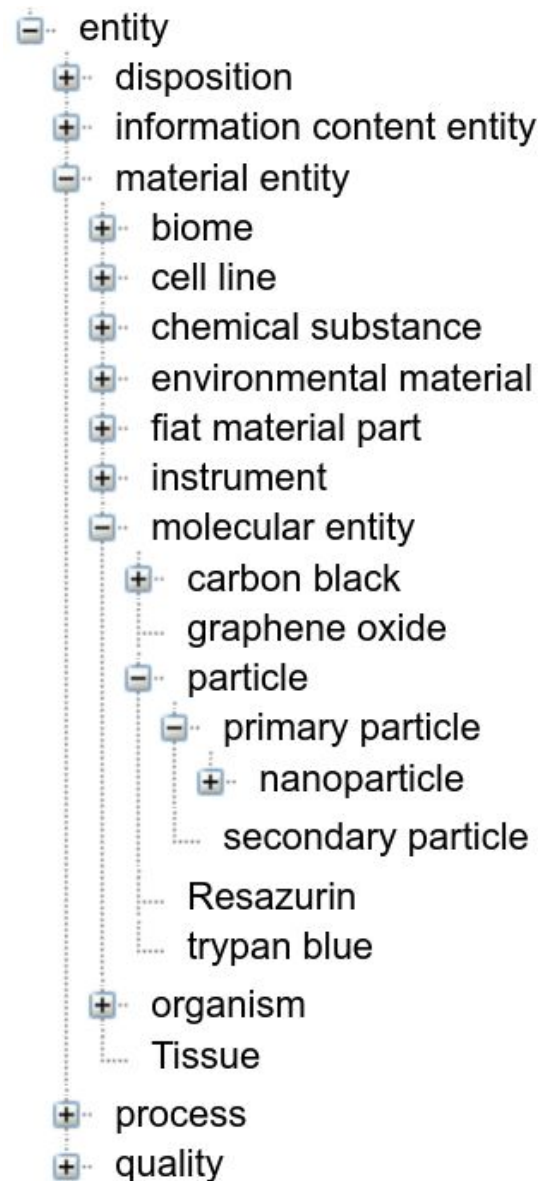 entity
disposition
information content entity
material entity
biome
cell line
chemical substance
environmental material
fiat material part
instrument
molecular entity
carbon black
graphene oxide
particle
primary particle
nanoparticle
secondary particle
Resazurin
trypan blue
organism
Tissue
process
quality